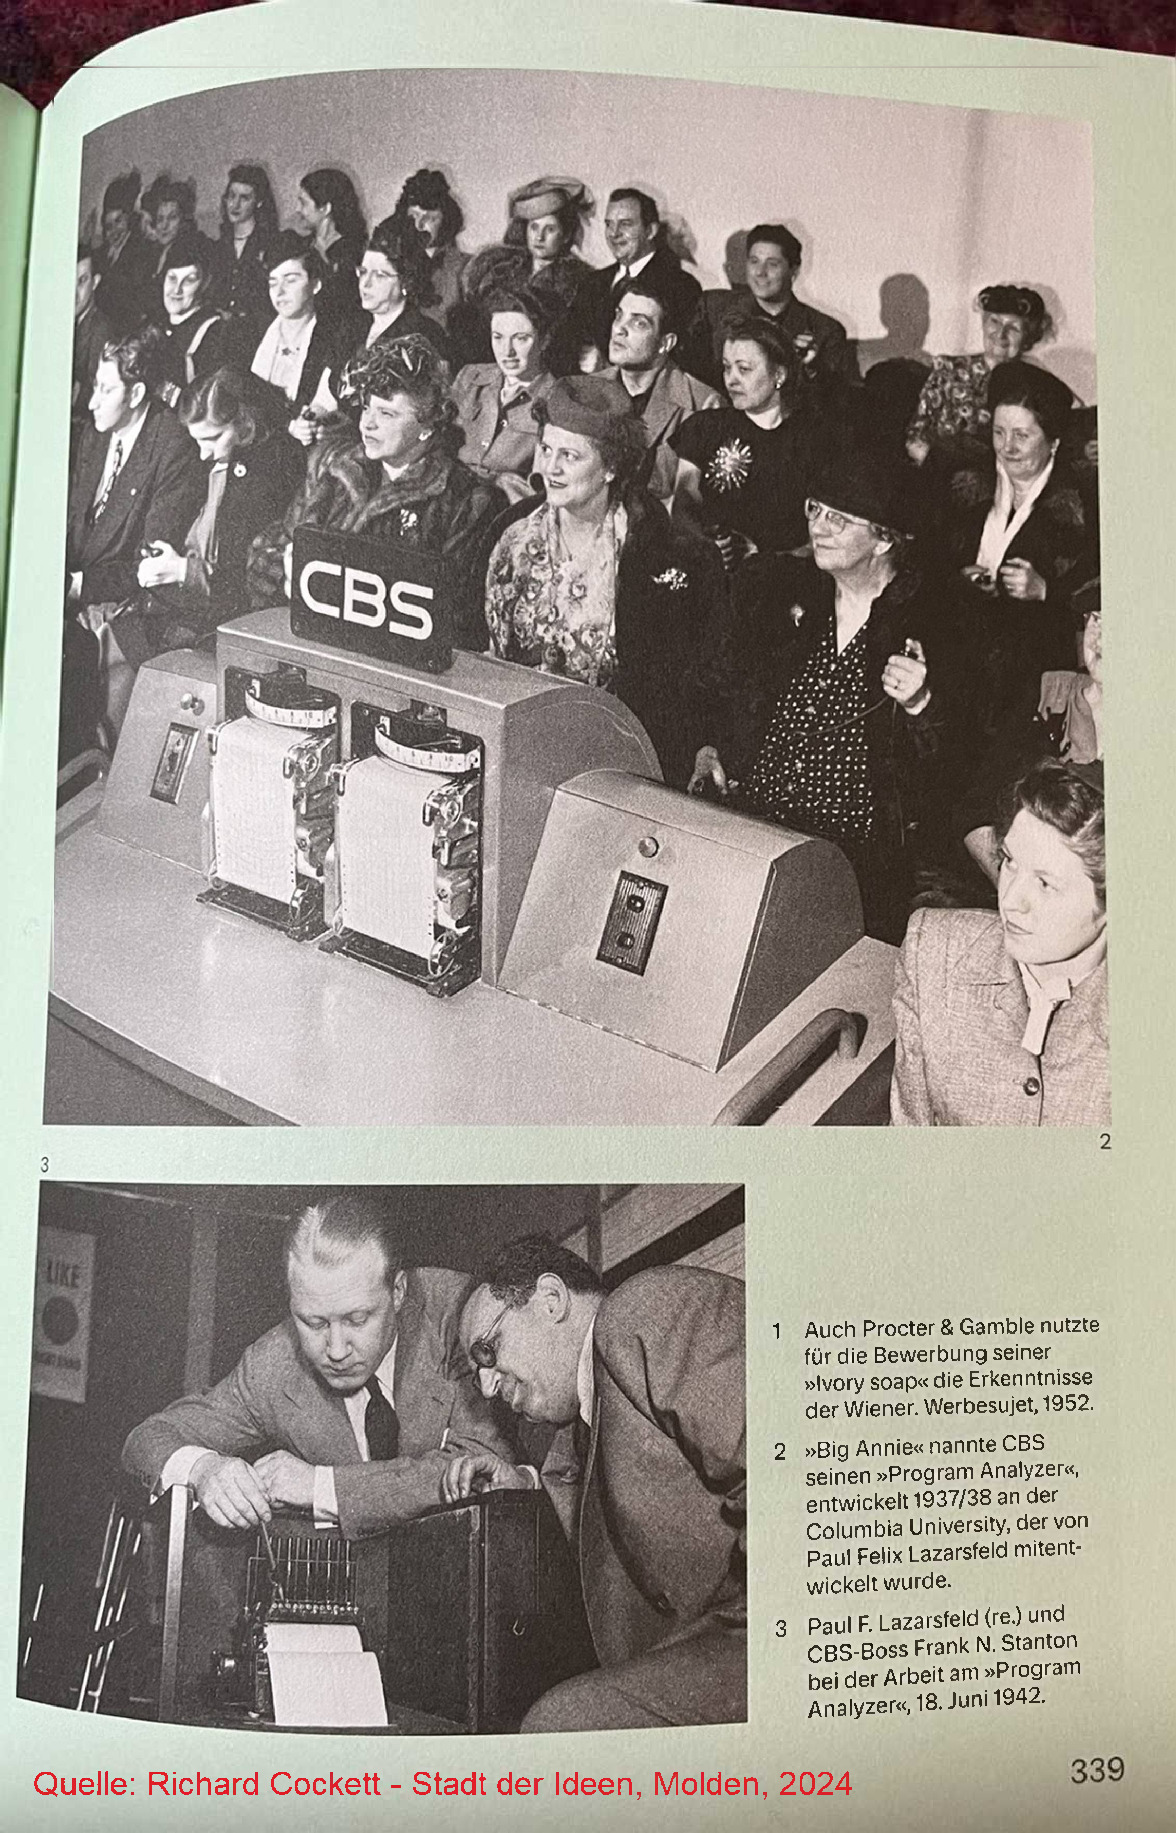 CBS
2
3
LIKE
1 Auch Procter & Gamble nutzte
für die Bewerbung seiner
»Ivory soap« die Erkenntnisse
der Wiener. Werbesujet, 1952.
2 »Big Annie« nannte CBS
seinen »Program Analyzer«,
entwickelt 1937/38 an der
Columbia University, der von
Paul Felix Lazarsfeld mitent-
wickelt wurde.
3 Paul F. Lazarsfeld (re.) und
CBS-Boss Frank N. Stanton
bei der Arbeit am »Program
Analyzer«, 18. Juni 1942.
339
Quelle: Richard Cockett - Stadt der Ideen, Molden, 2024